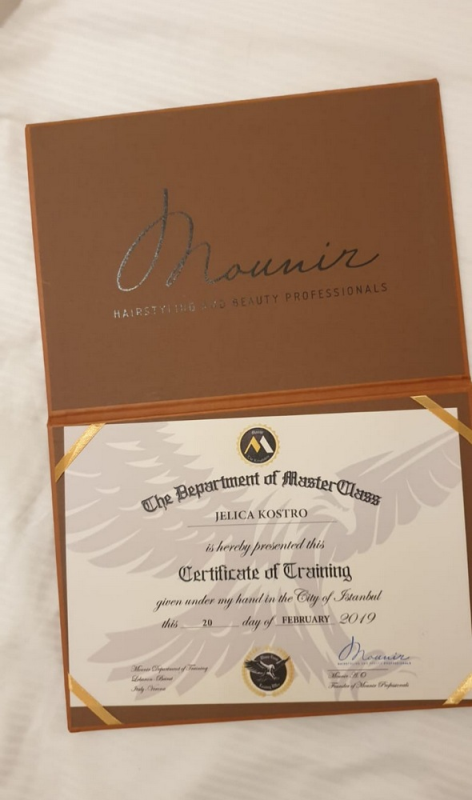 Mounir
HAIRSTYLING AND BEAUTY PROFESSIONALS
The Department of MasterClass
JELICA KOSTRO
is hereby presented this
Certificate of Training
given under my hand in the City of Istanbul
this 20 day of FEBRUARY 2019
Mounir
Mounir Department of Training
Founder of Mounir Professionals